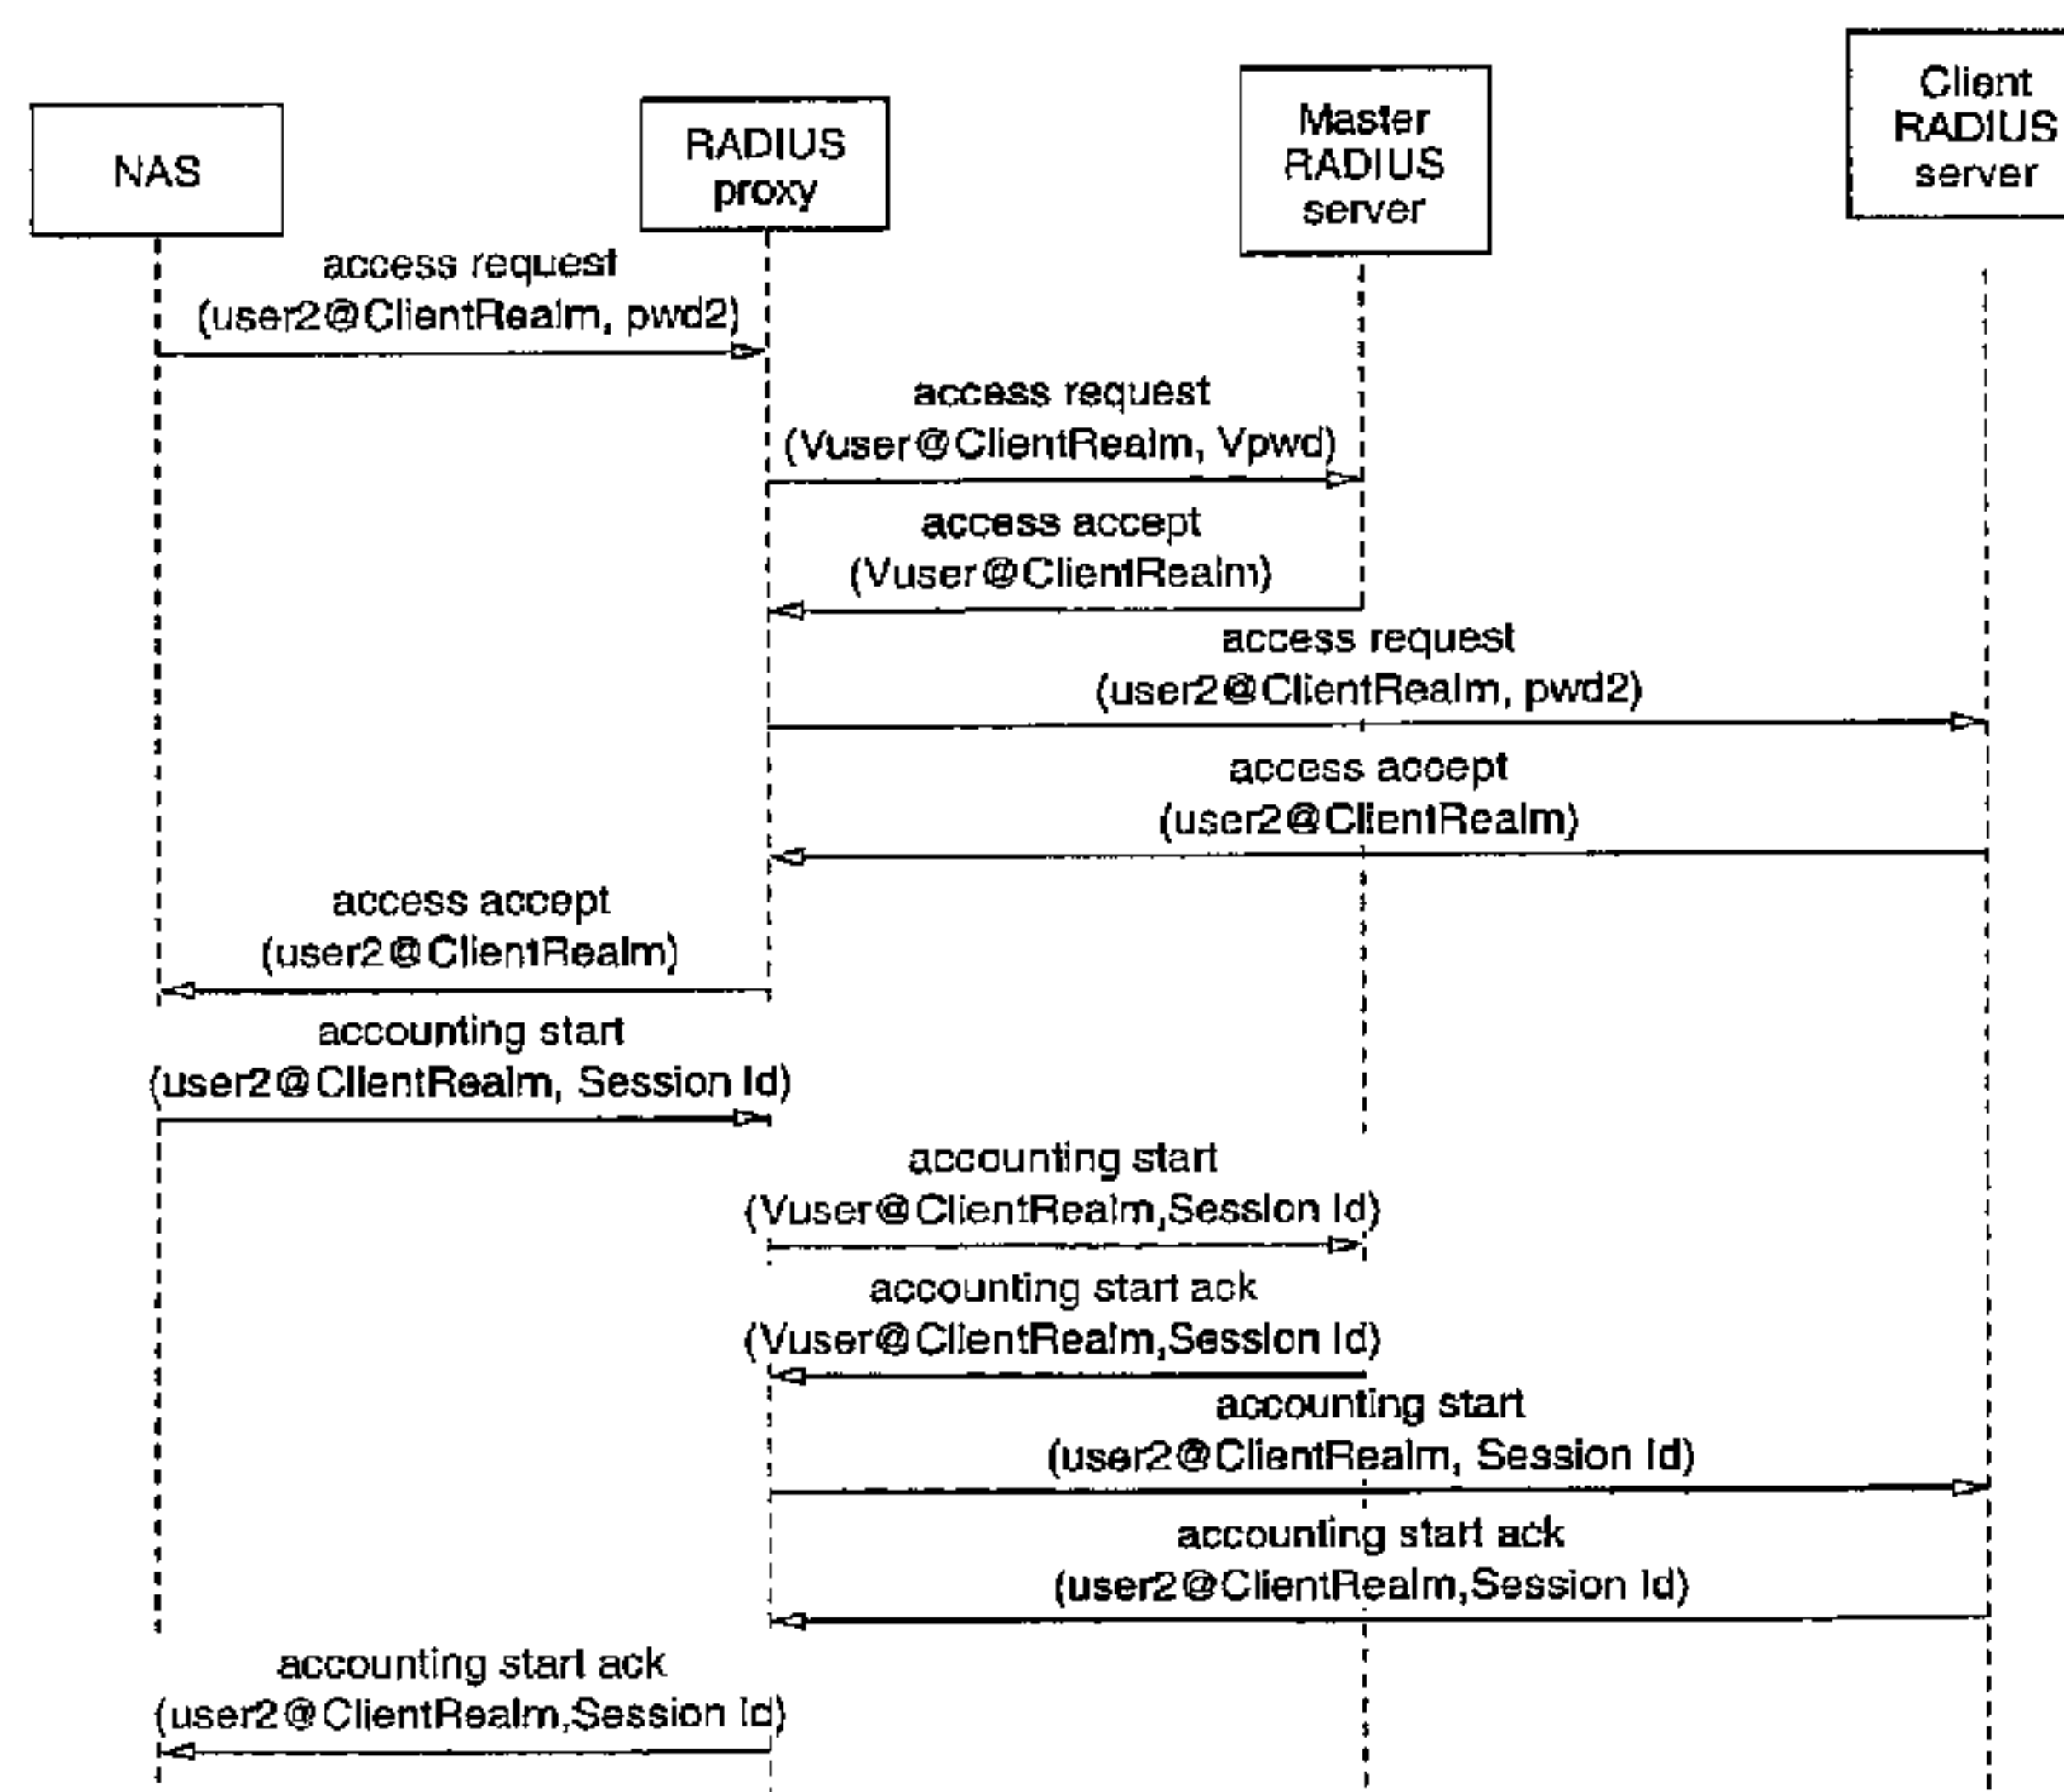 NAS
RADIUS
proxy
Master
RADIUS
server
Client
RADIUS
server
access request
(user2@ClientRealm, pwd2)
access request
(Vuser@ClientRealm, Vpwd)
access accept
(Vuser@ClientRealm)
access request
(user2@ClientRealm, pwd2)
access accept
(user2@ClientRealm)
access accept
(user2@ClientRealm)
accounting start
(user2@ClientRealm, Session Id)
accounting start
(Vuser@ClientRealm,Session Id)
accounting start ack
(Vuser@ClientRealm,Session Id)
accounting start
(user2@ClientRealm, Session Id)
accounting start ack
(user2@ClientRealm,Session Id)
accounting start ack
(user2@ClientRealm,Session Id)